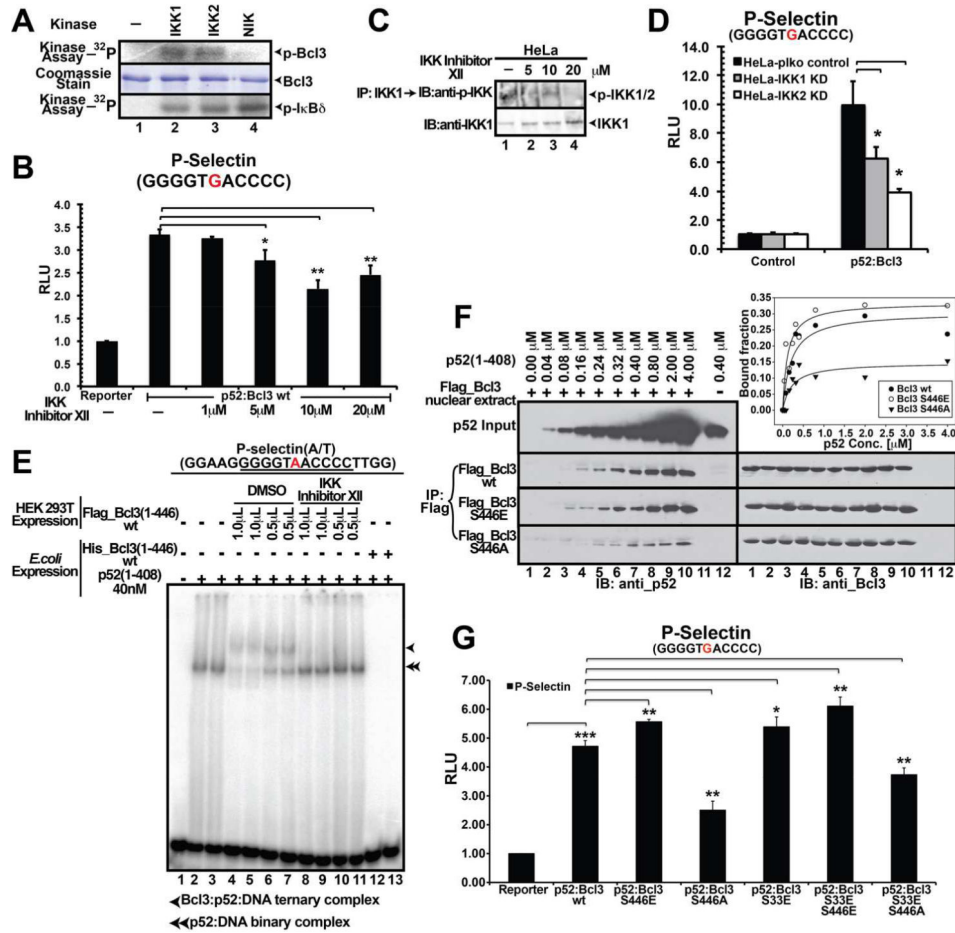 A
Kinase
–
IKK1
IKK2
NIK
Kinase Assay – 32P
p-Bcl3
Coomassie Stain
Bcl3
Kinase Assay – 32P
p-IκBδ
1 2 3 4
B
P-Selectin
(GGGGTGACCCC)
RLU
4.0
3.5
3.0
2.5
2.0
1.5
1.0
0.5
0.0
*
**
**
Reporter
p52:Bcl3 wt
IKK Inhibitor XII
– – 1μM 5μM 10μM 20μM
C
HeLa
IKK Inhibitor XII
– 5 10 20 μM
IP: IKK1→IB:anti-p-IKK
p-IKK1/2
IB:anti-IKK1
IKK1
1 2 3 4
D
P-Selectin
(GGGGTGACCCC)
HeLa-plko control
HeLa-IKK1 KD
HeLa-IKK2 KD
RLU
14.0
12.0
10.0
8.0
6.0
4.0
2.0
0.0
*
*
Control
p52:Bcl3
E
P-selectin(A/T)
(GGAAGGGGGTAACCCCTTGG)
DMSO
IKK Inhibitor XII
HEK 293T Expression
Flag_Bcl3(1-446) wt
- - - 1.0μL 1.0μL 0.5μL 0.5μL 1.0μL 1.0μL 0.5μL 0.5μL - -
E.coli Expression
His_Bcl3(1-446) wt
- - - - - - - - - - - + +
p52(1-408) 40nM
- + + + + + + + + + + + +
1 2 3 4 5 6 7 8 9 10 11 12 13
Bcl3:p52:DNA ternary complex
p52:DNA binary complex
F
p52(1-408)
0.00 μM 0.04 μM 0.08 μM 0.16 μM 0.24 μM 0.32 μM 0.40 μM 0.80 μM 2.00 μM 4.00 μM 0.40 μM
Flag_Bcl3 nuclear extract
+ + + + + + + + + + -
p52 Input
IP: Flag
Flag_Bcl3 wt
Flag_Bcl3 S446E
Flag_Bcl3 S446A
1 2 3 4 5 6 7 8 9 10 11 12
IB: anti_p52
1 2 3 4 5 6 7 8 9 10 11 12
IB: anti_Bcl3
Bound fraction
0.35
0.30
0.25
0.20
0.15
0.10
0.05
0.00
Bcl3 wt
Bcl3 S446E
Bcl3 S446A
0.0 0.5 1.0 1.5 2.0 2.5 3.0 3.5 4.0
p52 Conc. [μM]
G
P-Selectin
(GGGGTGACCCC)
P-Selectin
RLU
7.00
6.00
5.00
4.00
3.00
2.00
1.00
0.00
***
**
**
*
**
**
Reporter
p52:Bcl3 wt
p52:Bcl3 S446E
p52:Bcl3 S446A
p52:Bcl3 S33E
p52:Bcl3 S33E S446E
p52:Bcl3 S33E S446A